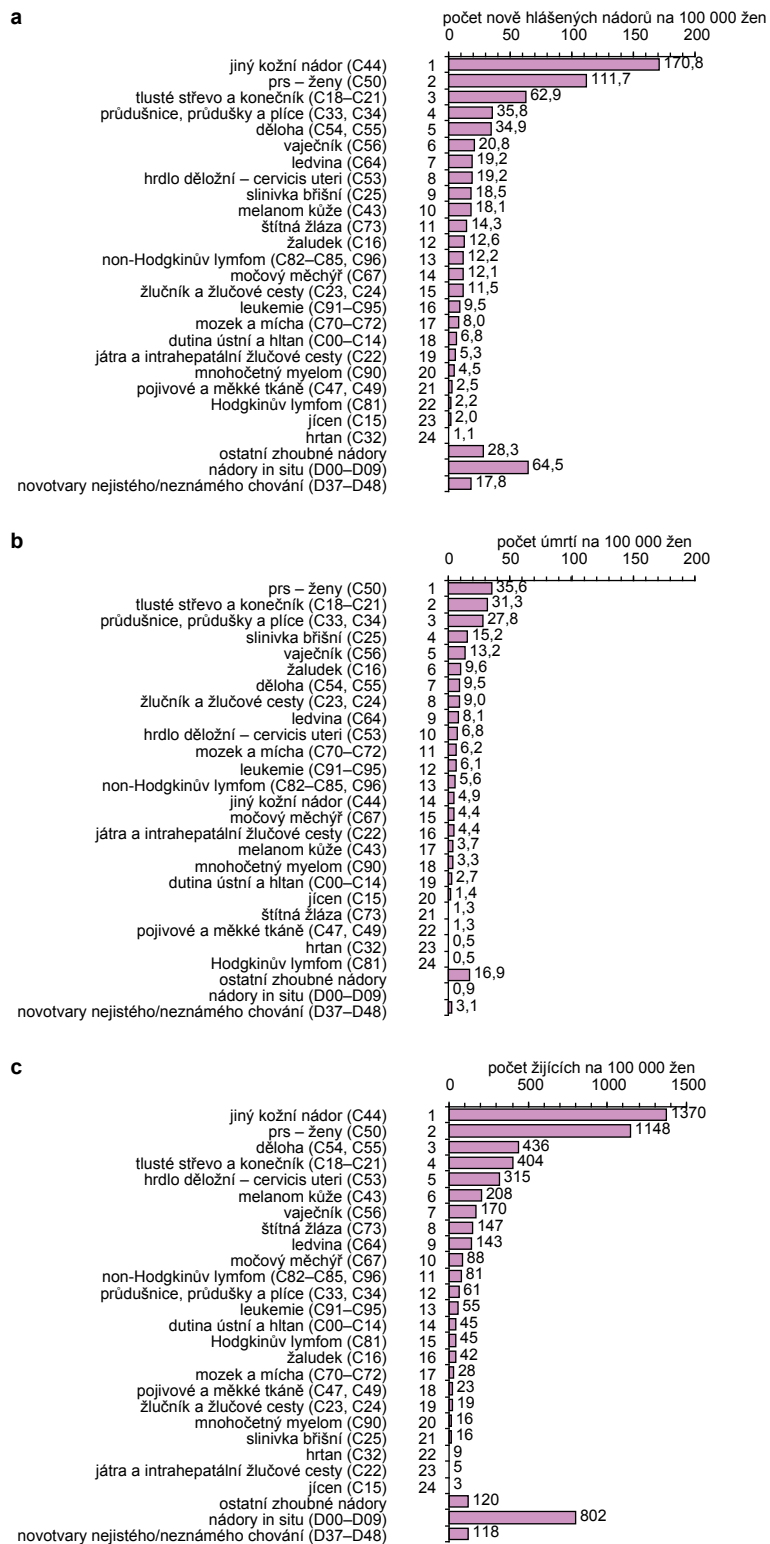 a
počet nově hlášených nádorů na 100 000 žen
0 50 100 150 200
jiný kožní nádor (C44) 1 170,8
prs – ženy (C50) 2 111,7
tlusté střevo a konečník (C18–C21) 3 62,9
průdušnice, průdušky a plíce (C33, C34) 4 35,8
děloha (C54, C55) 5 34,9
vaječník (C56) 6 20,8
ledvina (C64) 7 19,2
hrdlo děložní – cervicis uteri (C53) 8 19,2
slinivka břišní (C25) 9 18,5
melanom kůže (C43) 10 18,1
štítná žláza (C73) 11 14,3
žaludek (C16) 12 12,6
non-Hodgkinův lymfom (C82–C85, C96) 13 12,2
močový měchýř (C67) 14 12,1
žlučník a žlučové cesty (C23, C24) 15 11,5
leukemie (C91–C95) 16 9,5
mozek a mícha (C70–C72) 17 8,0
dutina ústní a hltan (C00–C14) 18 6,8
játra a intrahepatální žlučové cesty (C22) 19 5,3
mnohočetný myelom (C90) 20 4,5
pojivové a měkké tkáně (C47, C49) 21 2,5
Hodgkinův lymfom (C81) 22 2,2
jícen (C15) 23 2,0
hrtan (C32) 24 1,1
ostatní zhoubné nádory 28,3
nádory in situ (D00–D09) 64,5
novotvary nejistého/neznámého chování (D37–D48) 17,8
b
počet úmrtí na 100 000 žen
0 50 100 150 200
prs – ženy (C50) 1 35,6
tlusté střevo a konečník (C18–C21) 2 31,3
průdušnice, průdušky a plíce (C33, C34) 3 27,8
slinivka břišní (C25) 4 15,2
vaječník (C56) 5 13,2
žaludek (C16) 6 9,6
děloha (C54, C55) 7 9,5
žlučník a žlučové cesty (C23, C24) 8 9,0
ledvina (C64) 9 8,1
hrdlo děložní – cervicis uteri (C53) 10 6,8
mozek a mícha (C70–C72) 11 6,2
leukemie (C91–C95) 12 6,1
non-Hodgkinův lymfom (C82–C85, C96) 13 5,6
jiný kožní nádor (C44) 14 4,9
močový měchýř (C67) 15 4,4
játra a intrahepatální žlučové cesty (C22) 16 4,4
melanom kůže (C43) 17 3,7
mnohočetný myelom (C90) 18 3,3
dutina ústní a hltan (C00–C14) 19 2,7
jícen (C15) 20 1,4
štítná žláza (C73) 21 1,3
pojivové a měkké tkáně (C47, C49) 22 1,3
hrtan (C32) 23 0,5
Hodgkinův lymfom (C81) 24 0,5
ostatní zhoubné nádory 16,9
nádory in situ (D00–D09) 0,9
novotvary nejistého/neznámého chování (D37–D48) 3,1
c
počet žijících na 100 000 žen
0 500 1000 1500
jiný kožní nádor (C44) 1 1370
prs – ženy (C50) 2 1148
děloha (C54, C55) 3 436
tlusté střevo a konečník (C18–C21) 4 404
hrdlo děložní – cervicis uteri (C53) 5 315
melanom kůže (C43) 6 208
vaječník (C56) 7 170
štítná žláza (C73) 8 147
ledvina (C64) 9 143
močový měchýř (C67) 10 88
non-Hodgkinův lymfom (C82–C85, C96) 11 81
průdušnice, průdušky a plíce (C33, C34) 12 61
leukemie (C91–C95) 13 55
dutina ústní a hltan (C00–C14) 14 45
Hodgkinův lymfom (C81) 15 45
žaludek (C16) 16 42
mozek a mícha (C70–C72) 17 28
pojivové a měkké tkáně (C47, C49) 18 23
žlučník a žlučové cesty (C23, C24) 19 19
mnohočetný myelom (C90) 20 16
slinivka břišní (C25) 21 16
hrtan (C32) 22 9
játra a intrahepatální žlučové cesty (C22) 23 5
jícen (C15) 24 3
ostatní zhoubné nádory 120
nádory in situ (D00–D09) 802
novotvary nejistého/neznámého chování (D37–D48) 118